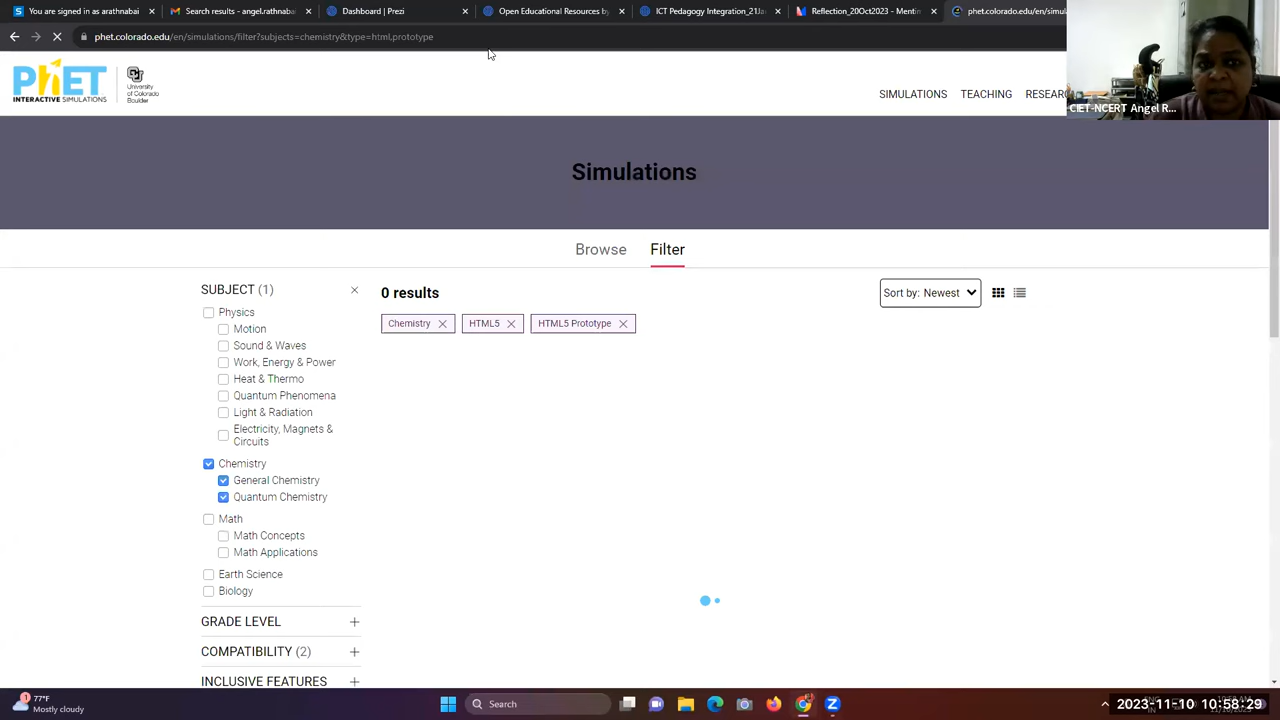 You are signed in as arathnabai
Search results - angel.rathnabai
Dashboard | Prezi
Open Educational Resources by
ICT Pedagogy Integration_21Ja
Reflection_20Oct2023 - Mentim
phet.colorado.edu/en/simula
phet.colorado.edu/en/simulations/filter?subjects=chemistry&type=html,prototype
PhET
INTERACTIVE SIMULATIONS
University
of Colorado
Boulder
SIMULATIONS
TEACHING
RESEARC
CIET-NCERT Angel R...
Simulations
Browse
Filter
SUBJECT (1)
0 results
Sort by: Newest
Chemistry
HTML5
HTML5 Prototype
Physics
Motion
Sound & Waves
Work, Energy & Power
Heat & Thermo
Quantum Phenomena
Light & Radiation
Electricity, Magnets &
Circuits
Chemistry
General Chemistry
Quantum Chemistry
Math
Math Concepts
Math Applications
Earth Science
Biology
GRADE LEVEL
COMPATIBILITY (2)
INCLUSIVE FEATURES
1
77°F
Mostly cloudy
Search
2023-11-10 10:58:29